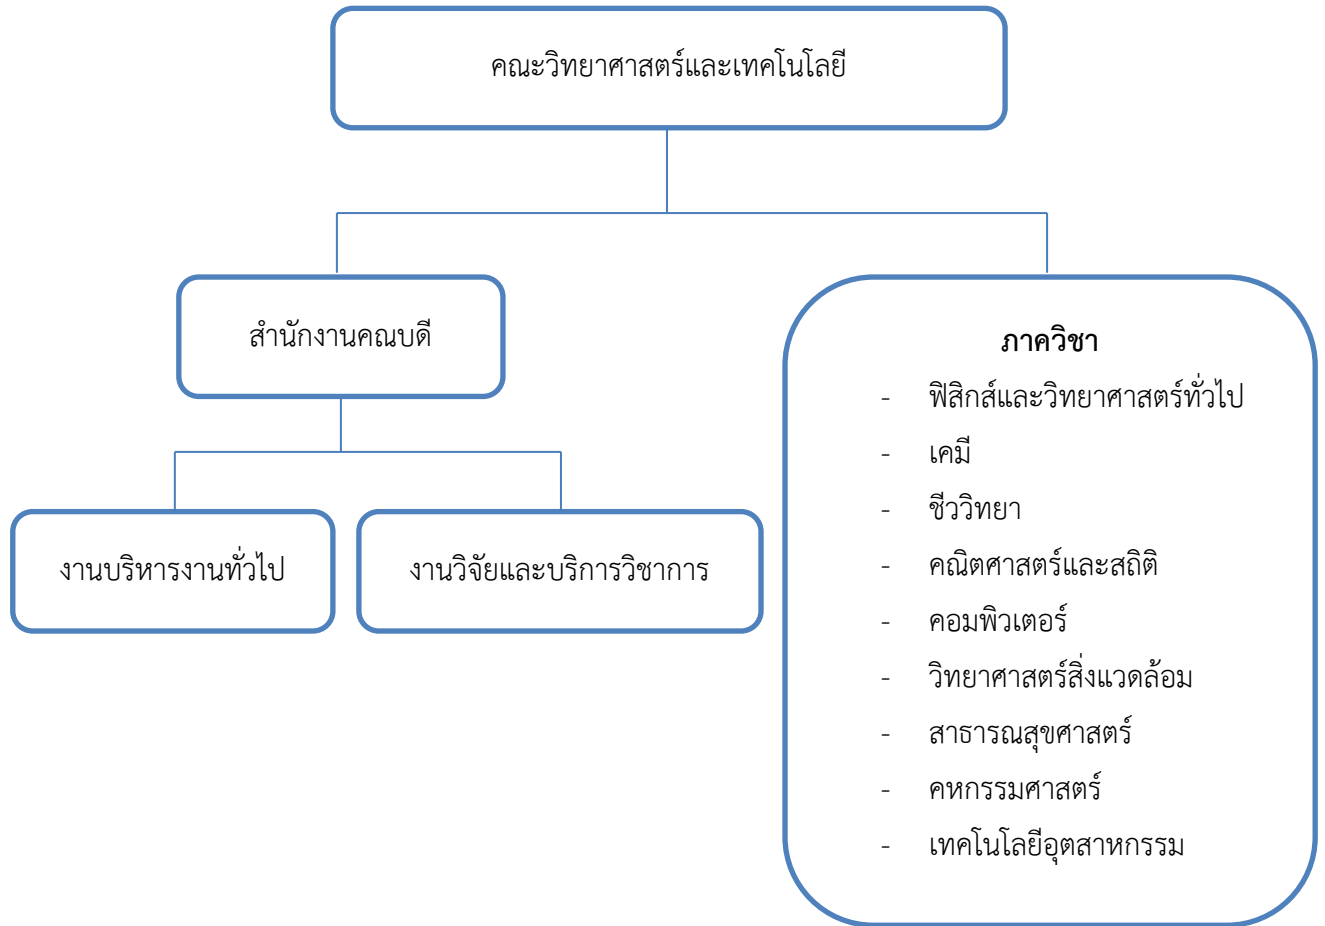 คณะวิทยาศาสตร์และเทคโนโลยี
สำนักงานคณบดี
งานบริหารงานทั่วไป
งานวิจัยและบริการวิชาการ
ภาควิชา
- ฟิสิกส์และวิทยาศาสตร์ทั่วไป
- เคมี
- ชีววิทยา
- คณิตศาสตร์และสถิติ
- คอมพิวเตอร์
- วิทยาศาสตร์สิ่งแวดล้อม
- สาธารณสุขศาสตร์
- คหกรรมศาสตร์
- เทคโนโลยีอุตสาหกรรม